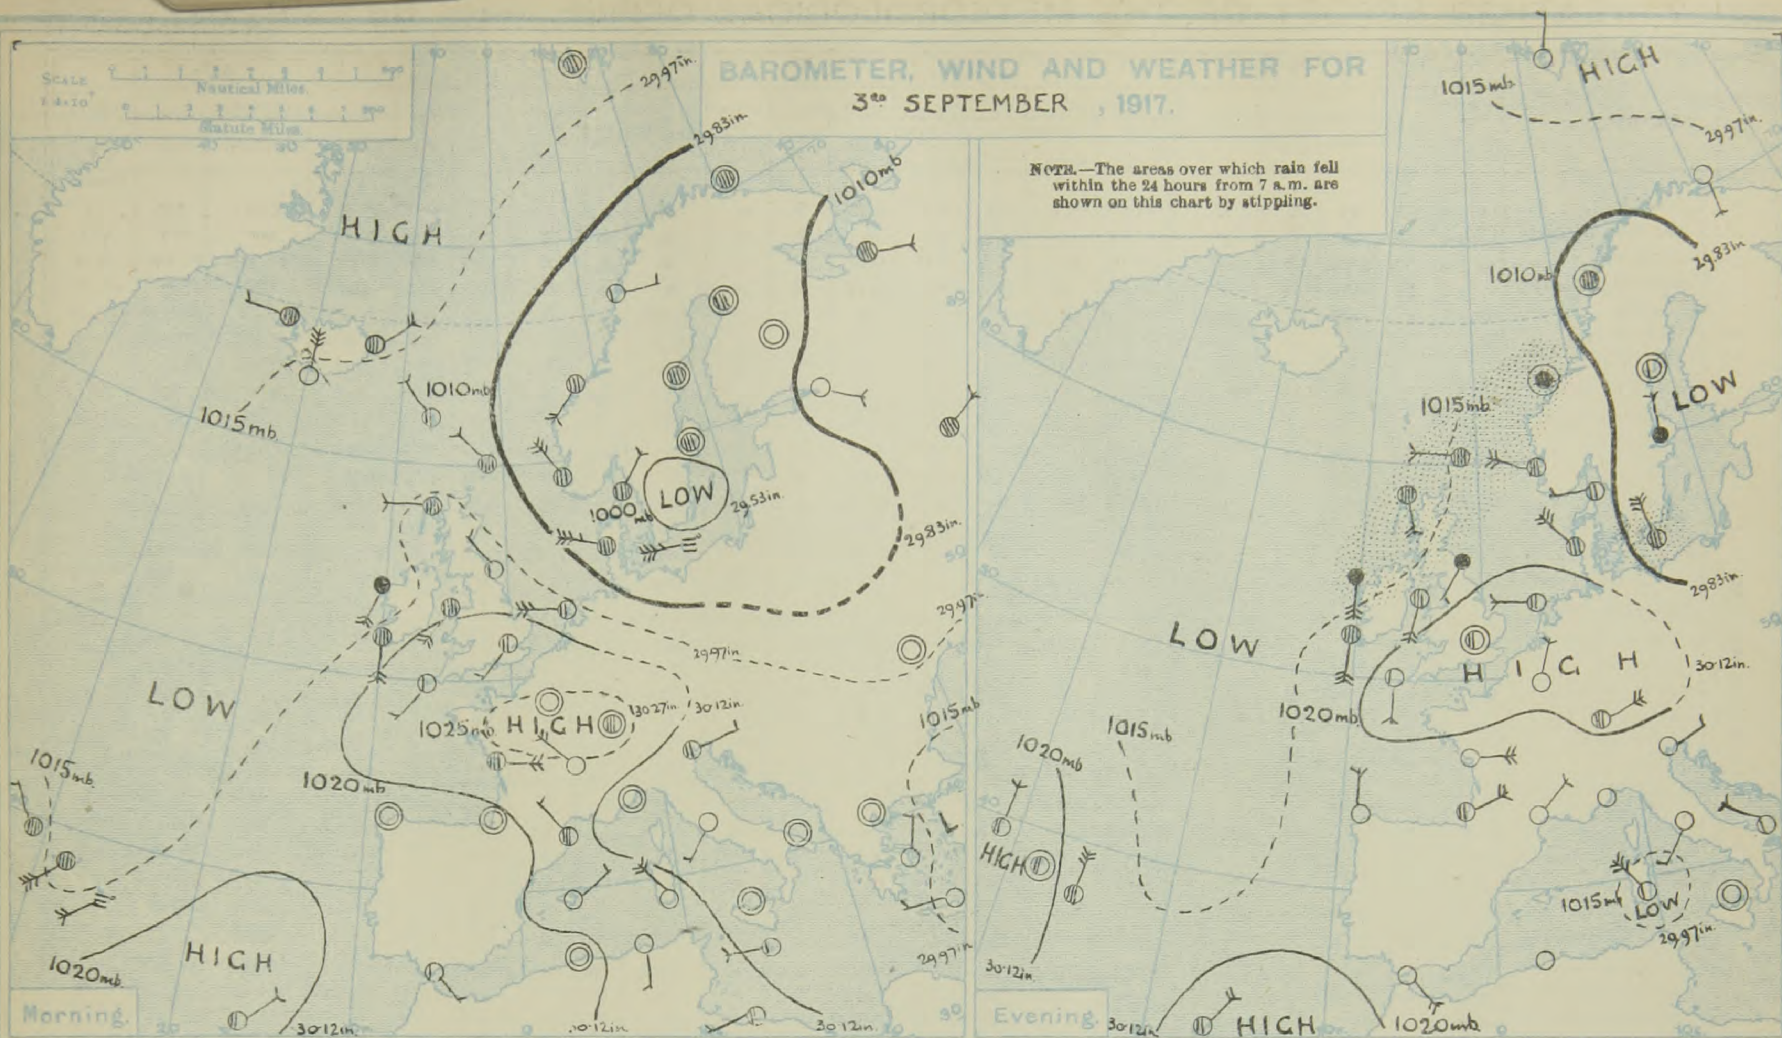 BAROMETER, WIND AND WEATHER FOR
3RD SEPTEMBER, 1917.
SCALE
Nautical Miles.
Statute Miles.
NOTE.—The areas over which rain fell
within the 24 hours from 7 a.m. are
shown on this chart by stippling.
29.97in.
29.83in.
1010mb
HIGH
1010mb
1015mb
LOW
1000mb
29.53in.
29.83in.
29.97in.
29.97in.
LOW
1025mb
HIGH
30.27in.
30.12in.
1015mb
1015mb
1020mb
L
HIGH
1020mb
29.97in
30.12in.
30.12in.
30.12in.
Morning.
HIGH
1015mb
29.97in.
1010mb
29.83in.
LOW
1015mb
29.83in.
LOW
HIGH
30.12in.
1020mb
1015mb
1020mb
HIGH
1015mb
LOW
29.97in.
30.12in
30.12in
HIGH
1020mb
Evening.